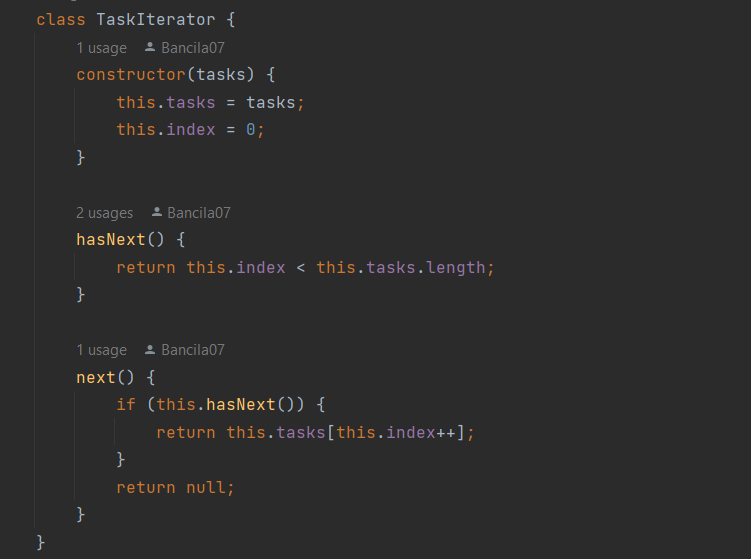 class TaskIterator {
1 usage Bancila07
constructor(tasks) {
this.tasks = tasks;
this.index = 0;
}
2 usages Bancila07
hasNext() {
return this.index < this.tasks.length;
}
1 usage Bancila07
next() {
if (this.hasNext()) {
return this.tasks[this.index++];
}
return null;
}
}